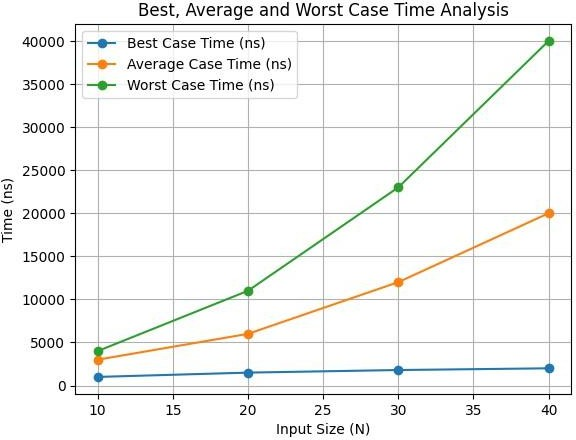 Best, Average and Worst Case Time Analysis
Best Case Time (ns)
Average Case Time (ns)
Worst Case Time (ns)
Time (ns)
40000
35000
30000
25000
20000
15000
10000
5000
0
10 15 20 25 30 35 40
Input Size (N)